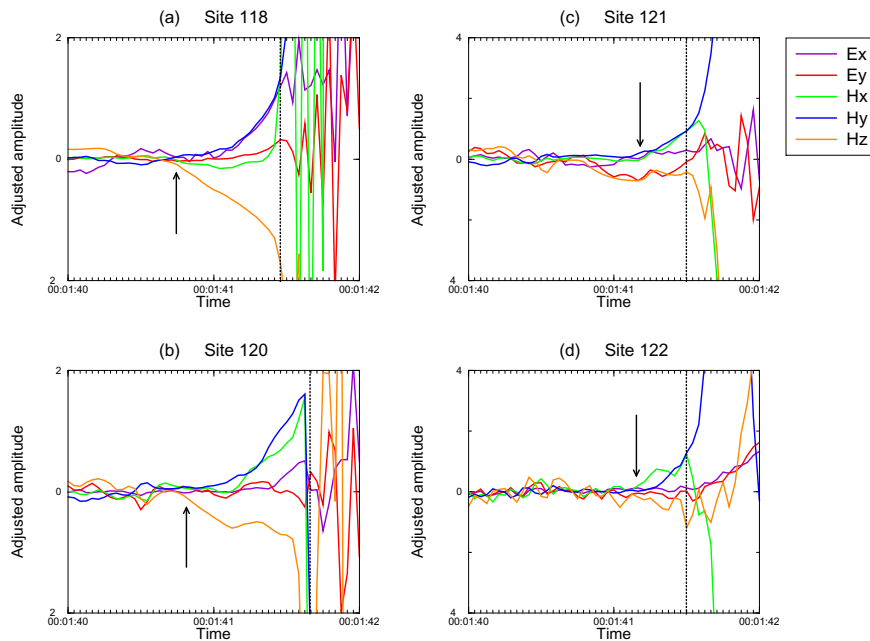 (a) Site 118
2
0
2
Adjusted amplitude
00:01:40
00:01:41
00:01:42
Time
(c) Site 121
4
0
4
Adjusted amplitude
00:01:40
00:01:41
00:01:42
Time
Ex
Ey
Hx
Hy
Hz
(b) Site 120
2
0
2
Adjusted amplitude
00:01:40
00:01:41
00:01:42
Time
(d) Site 122
4
0
4
Adjusted amplitude
00:01:40
00:01:41
00:01:42
Time